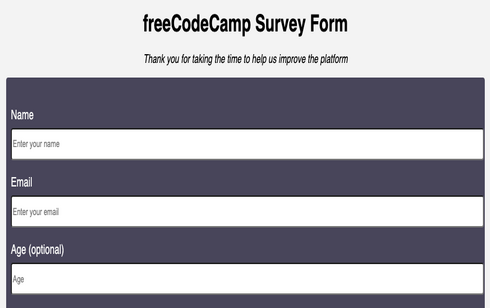 freeCodeCamp Survey Form
Thank you for taking the time to help us improve the platform
Name
Enter your name
Email
Enter your email
Age (optional)
Age